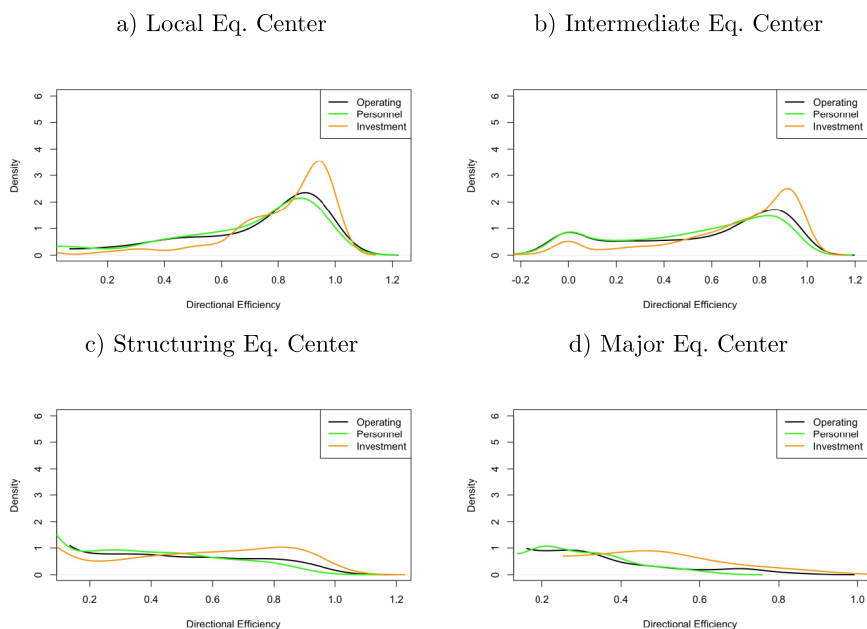 a) Local Eq. Center
b) Intermediate Eq. Center
Density
0 1 2 3 4 5 6
Operating
Personnel
Investment
0.2 0.4 0.6 0.8 1.0 1.2
Directional Efficiency
Density
0 1 2 3 4 5 6
Operating
Personnel
Investment
-0.2 0.0 0.2 0.4 0.6 0.8 1.0 1.2
Directional Efficiency
c) Structuring Eq. Center
d) Major Eq. Center
Density
0 1 2 3 4 5 6
Operating
Personnel
Investment
0.2 0.4 0.6 0.8 1.0 1.2
Directional Efficiency
Density
0 1 2 3 4 5 6
Operating
Personnel
Investment
0.2 0.4 0.6 0.8 1.0
Directional Efficiency